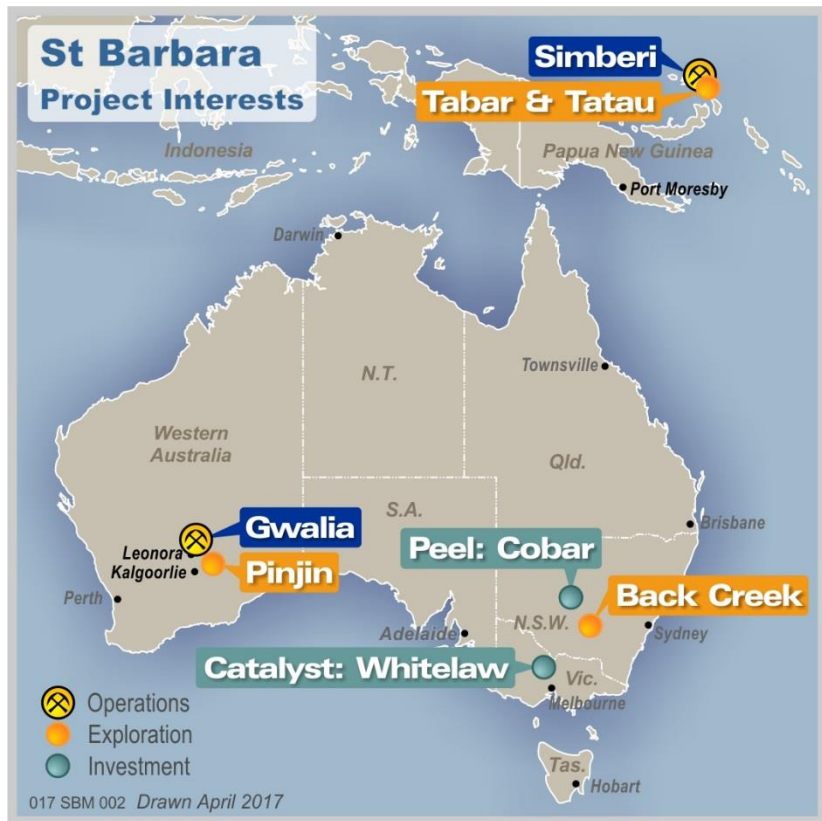 St Barbara
Project Interests
Simberi
Tabar & Tatau
Indonesia
Papua New Guinea
Port Moresby
Darwin
N.T.
Townsville
Western
Australia
Qld.
S.A.
Gwalia
Brisbane
Leonora
Peel: Cobar
Kalgoorlie
Pinjin
Back Creek
Perth
N.S.W.
Adelaide
Sydney
Catalyst: Whitelaw
Vic.
Melbourne
Operations
Exploration
Investment
Tas.
Hobart
017 SBM 002 Drawn April 2017